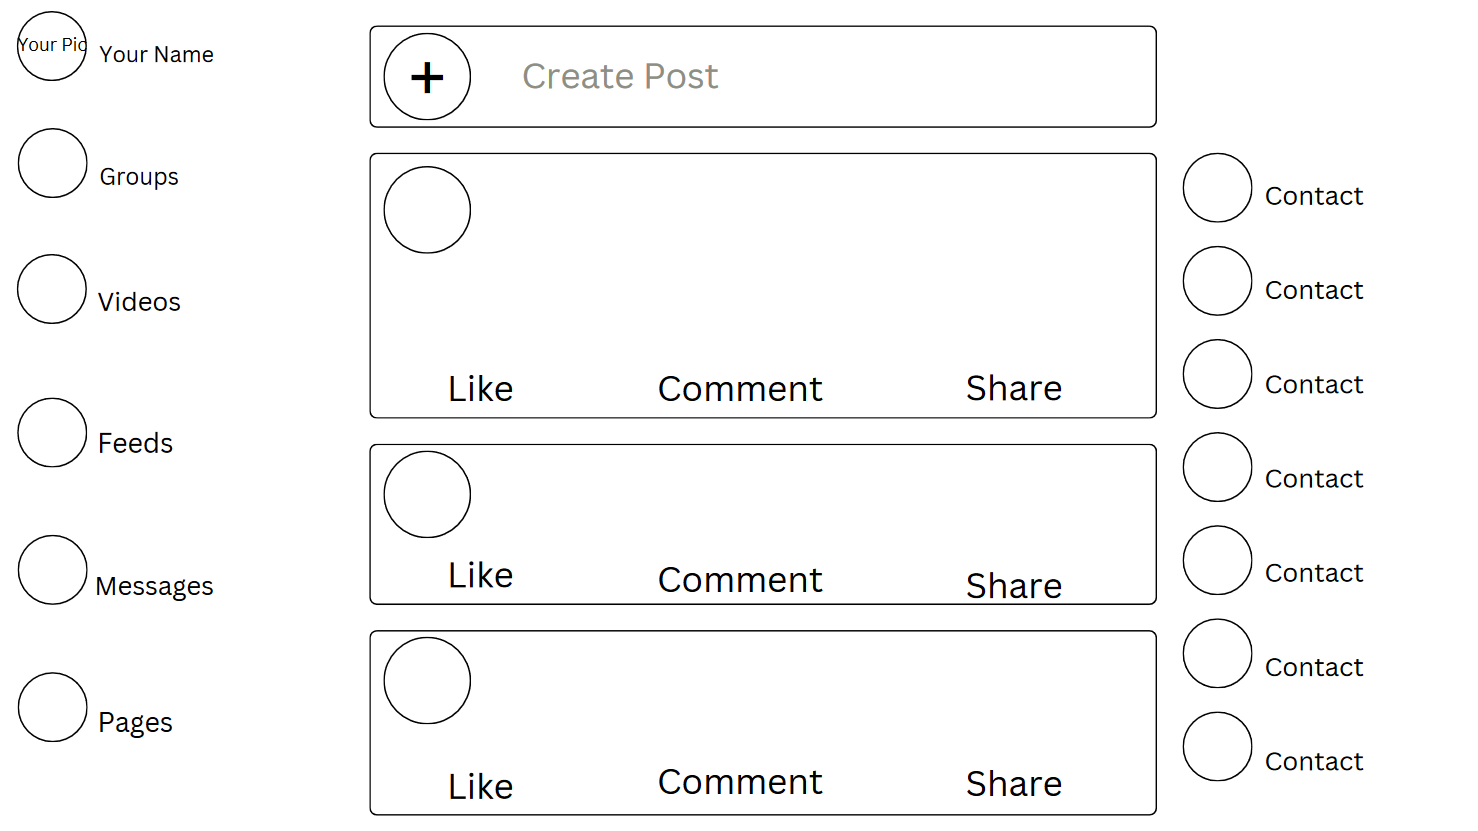 Your Pic
Your Name
Groups
Videos
Feeds
Messages
Pages
+
Create Post
Like Comment Share
Like Comment Share
Like Comment Share
Contact
Contact
Contact
Contact
Contact
Contact
Contact